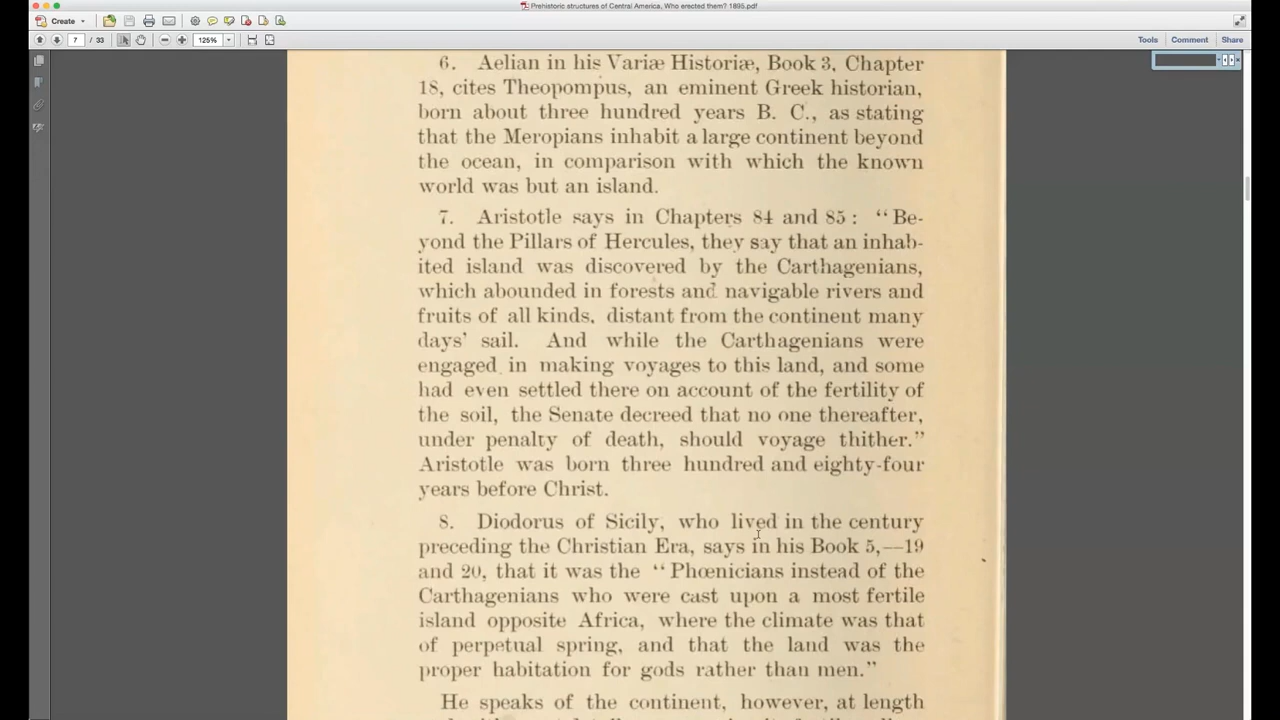 Prehistoric structures of Central America, Who erected them? 1895.pdf
Create
7 / 33
125%
Tools Comment Share
6. Aelian in his Variæ Historiæ, Book 3, Chapter
18, cites Theopompus, an eminent Greek historian,
born about three hundred years B. C., as stating
that the Meropians inhabit a large continent beyond
the ocean, in comparison with which the known
world was but an island.
7. Aristotle says in Chapters 84 and 85 : “Be-
yond the Pillars of Hercules, they say that an inhab-
ited island was discovered by the Carthagenians,
which abounded in forests and navigable rivers and
fruits of all kinds, distant from the continent many
days’ sail. And while the Carthagenians were
engaged in making voyages to this land, and some
had even settled there on account of the fertility of
the soil, the Senate decreed that no one thereafter,
under penalty of death, should voyage thither.”
Aristotle was born three hundred and eighty-four
years before Christ.
8. Diodorus of Sicily, who lived in the century
preceding the Christian Era, says in his Book 5,—19
and 20, that it was the “Phœnicians instead of the
Carthagenians who were cast upon a most fertile
island opposite Africa, where the climate was that
of perpetual spring, and that the land was the
proper habitation for gods rather than men.”
He speaks of the continent, however, at length